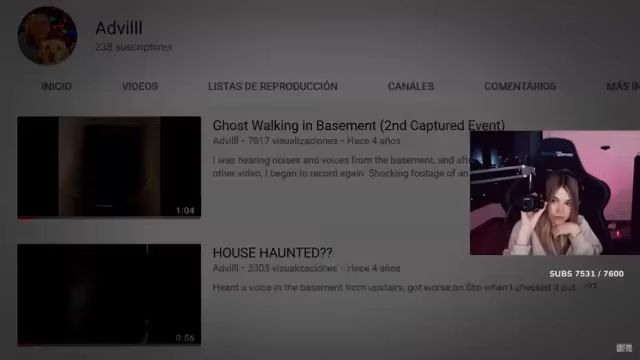 Advilll
238 suscriptores
INICIO VIDEOS LISTAS DE REPRODUCCIÓN CANALES COMENTARIOS MÁS IN
Ghost Walking in Basement (2nd Captured Event)
Advilll • 7917 visualizaciones • Hace 4 años
I was hearing noises and voices from the basement, and afte
other video, I began to record again. Shocking footage of an
1:04
HOUSE HAUNTED??
Advilll • 2303 visualizaciones • Hace 4 años
SUBS 7531 / 7600
Heard a voice in the basement from upstairs, got worse on film when I checked it out
0:56